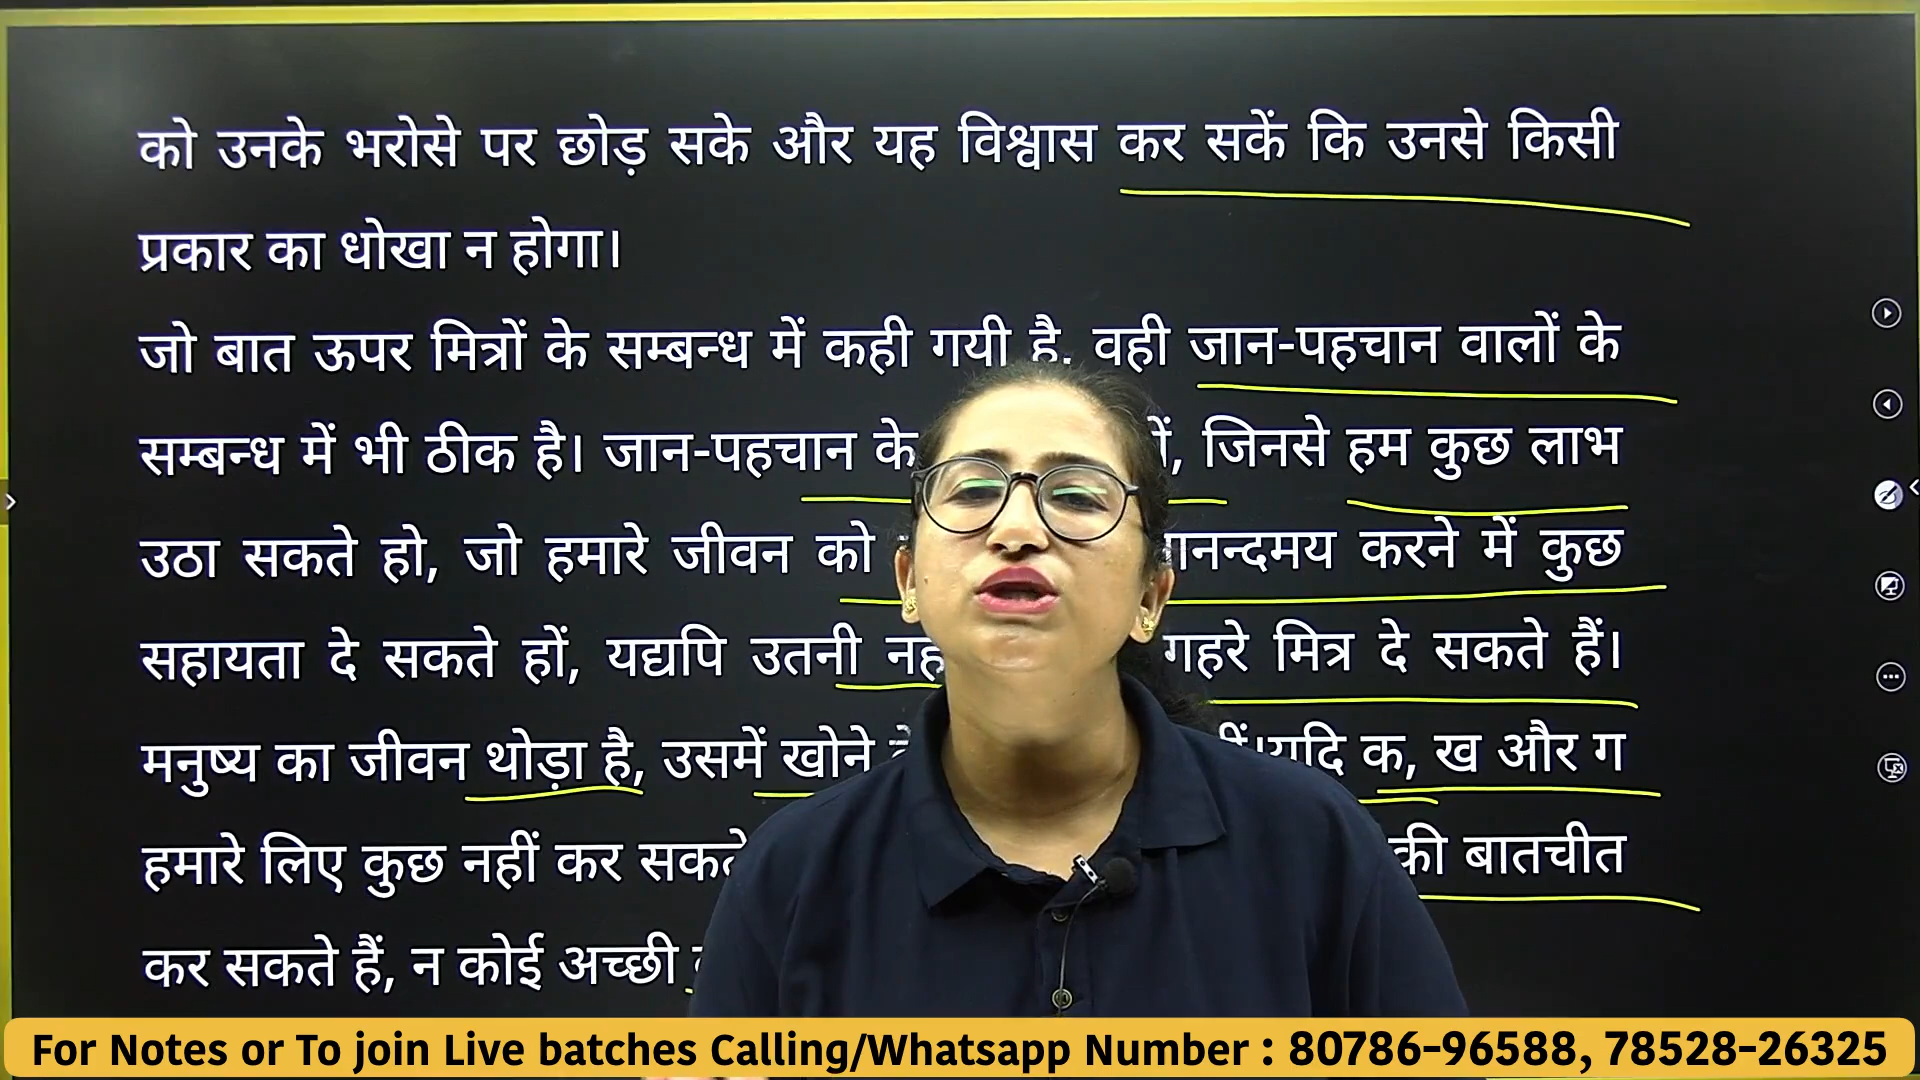 को उनके भरोसे पर छोड़ सके और यह विश्वास कर सकें कि उनसे किसी
प्रकार का धोखा न होगा।
जो बात ऊपर मित्रों के सम्बन्ध में कही गयी है, वही जान-पहचान वालों के
सम्बन्ध में भी ठीक है। जान-पहचान के जिनसे हम कुछ लाभ
उठा सकते हो, जो हमारे जीवन को करने में कुछ
सहायता दे सकते हों, यद्यपि उतनी गहरे मित्र दे सकते हैं।
मनुष्य का जीवन थोड़ा है, उसमें खोने यदि क, ख और ग
हमारे लिए कुछ नहीं कर सकते की बातचीत
कर सकते हैं, न कोई अच्छी
For Notes or To join Live batches Calling/Whatsapp Number : 80786-96588, 78528-26325